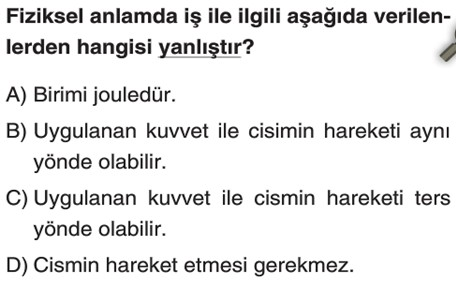 Fiziksel anlamda iş ile ilgili aşağıda verilen-
lerden hangisi yanlıştır?
A) Birimi jouledür.
B) Uygulanan kuvvet ile cisimin hareketi aynı
yönde olabilir.
C) Uygulanan kuvvet ile cismin hareketi ters
yönde olabilir.
D) Cismin hareket etmesi gerekmez.